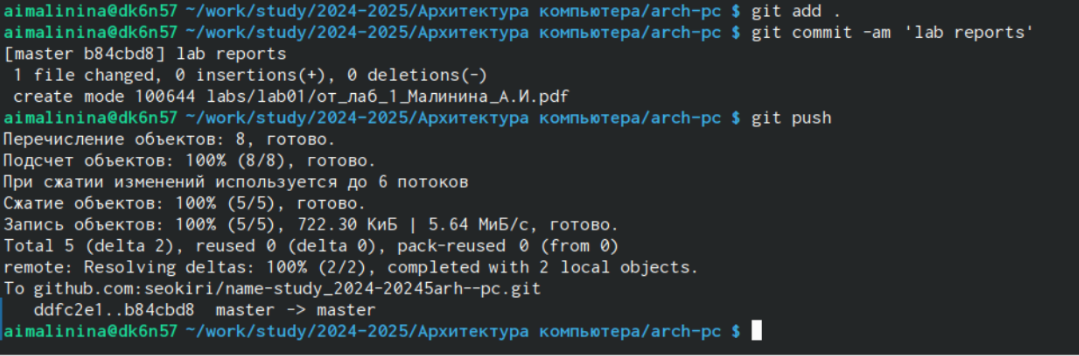 aimalinina@dk6n57 ~/work/study/2024-2025/Архитектура компьютера/arch-pc $ git add .
aimalinina@dk6n57 ~/work/study/2024-2025/Архитектура компьютера/arch-pc $ git commit -am 'lab reports'
[master b84cbd8] lab reports
1 file changed, 0 insertions(+), 0 deletions(-)
create mode 100644 labs/lab01/от_лаб_1_Малинина_А.И.pdf
aimalinina@dk6n57 ~/work/study/2024-2025/Архитектура компьютера/arch-pc $ git push
Перечисление объектов: 8, готово.
Подсчет объектов: 100% (8/8), готово.
При сжатии изменений используется до 6 потоков
Сжатие объектов: 100% (5/5), готово.
Запись объектов: 100% (5/5), 722.30 КиБ | 5.64 МиБ/с, готово.
Total 5 (delta 2), reused 0 (delta 0), pack-reused 0 (from 0)
remote: Resolving deltas: 100% (2/2), completed with 2 local objects.
To github.com:seokiri/name-study_2024-20245arh--pc.git
ddfc2e1..b84cbd8  master -> master
aimalinina@dk6n57 ~/work/study/2024-2025/Архитектура компьютера/arch-pc $